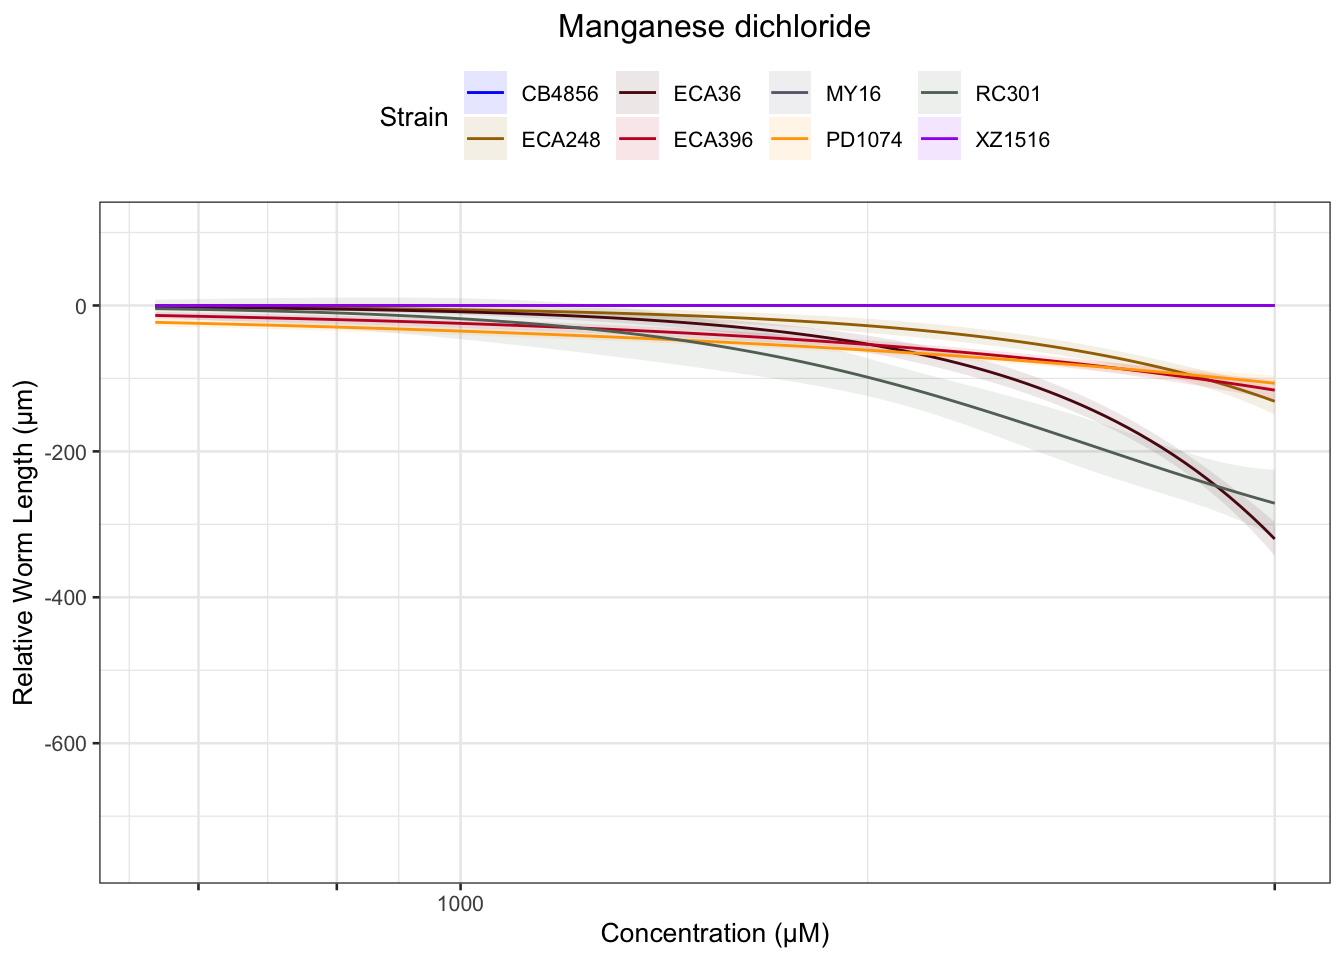 Manganese dichloride
Strain
CB4856 ECA36 MY16 RC301
ECA248 ECA396 PD1074 XZ1516
Relative Worm Length (µm)
0
-200
-400
-600
1000
Concentration (µM)